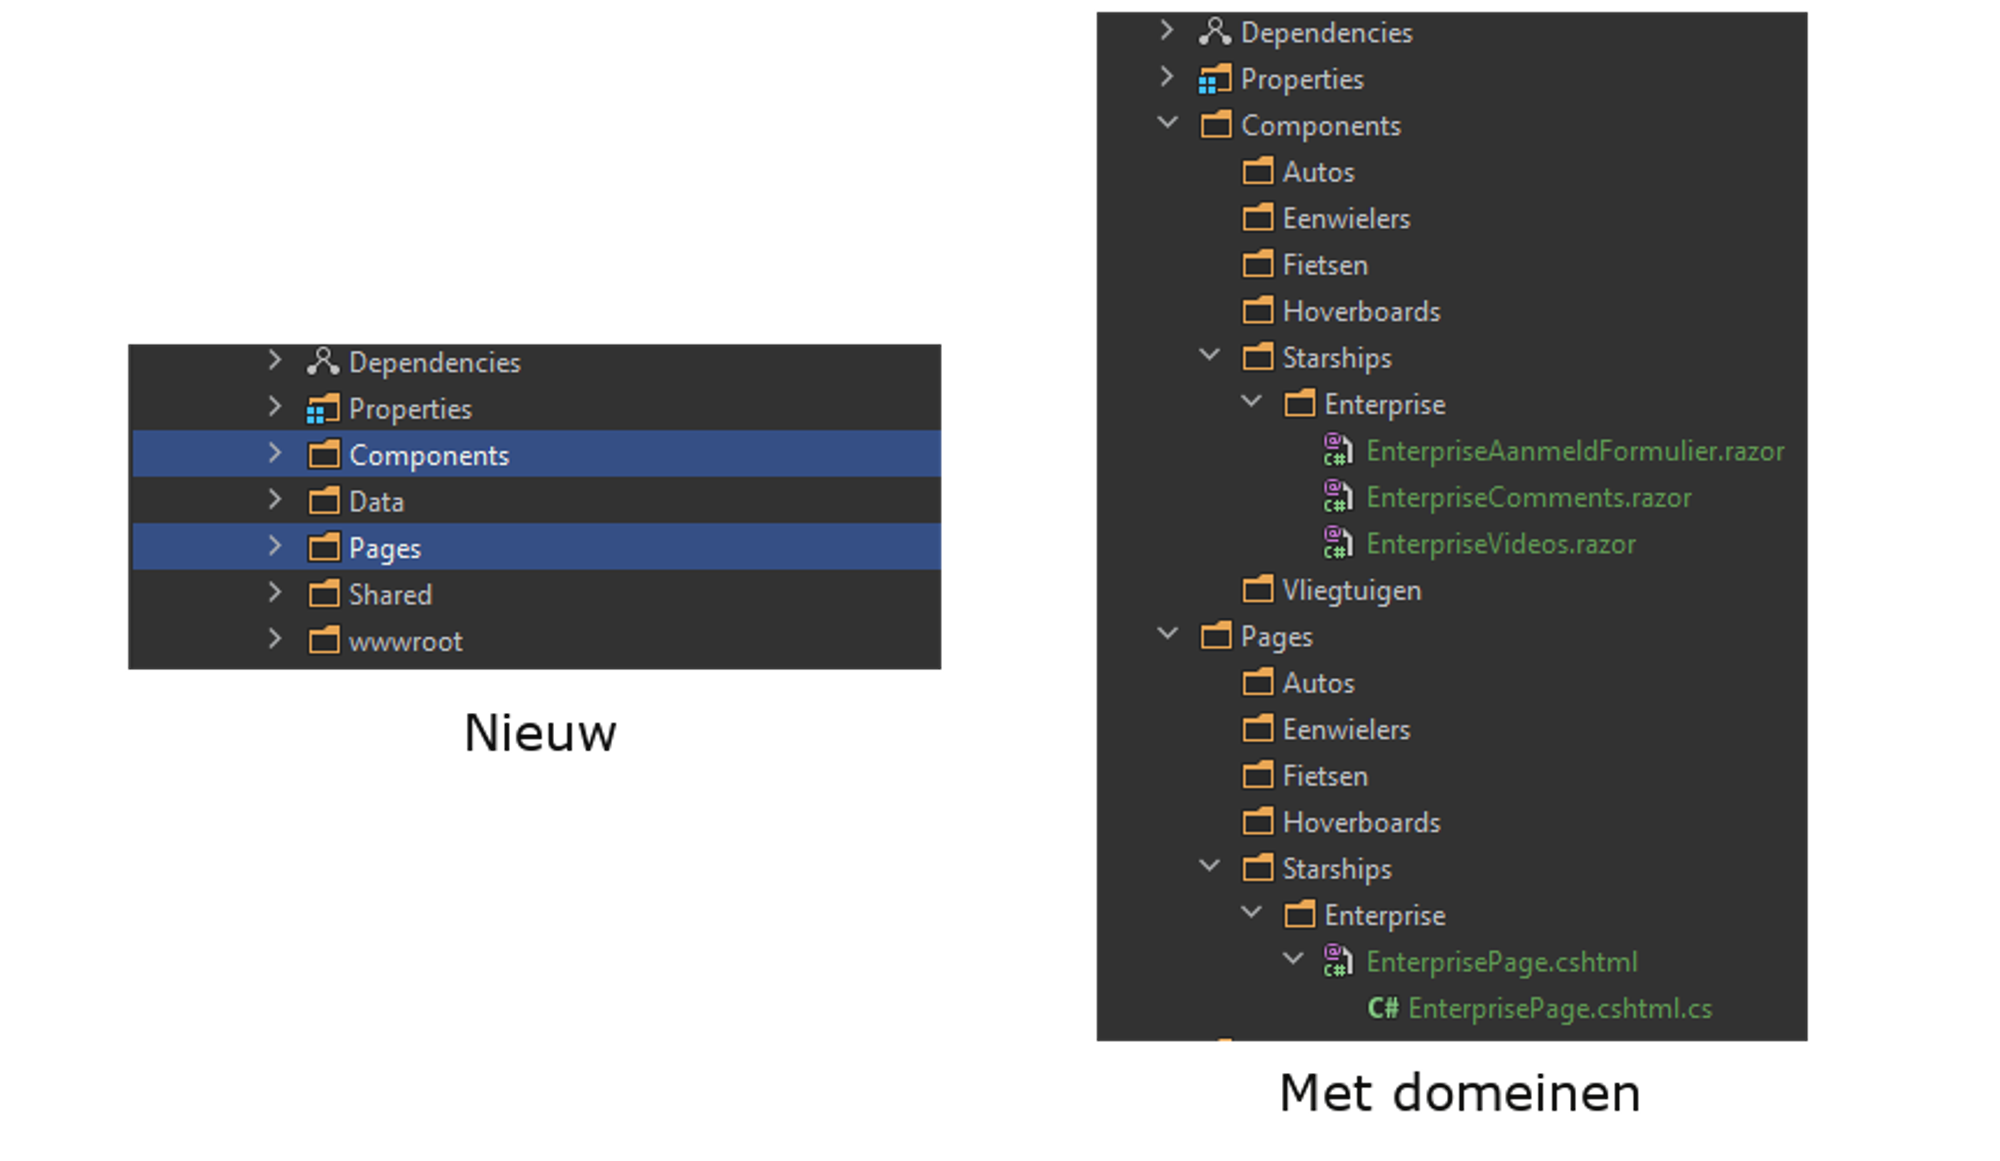 Dependencies
Properties
Components
Data
Pages
Shared
wwwroot
Nieuw
Dependencies
Properties
Components
Autos
Eenwielers
Fietsen
Hoverboards
Starships
Enterprise
@ C# EnterpriseAanmeldFormulier.razor
@ C# EnterpriseComments.razor
@ C# EnterpriseVideos.razor
Vliegtuigen
Pages
Autos
Eenwielers
Fietsen
Hoverboards
Starships
Enterprise
@ C# EnterprisePage.cshtml
C# EnterprisePage.cshtml.cs
Met domeinen